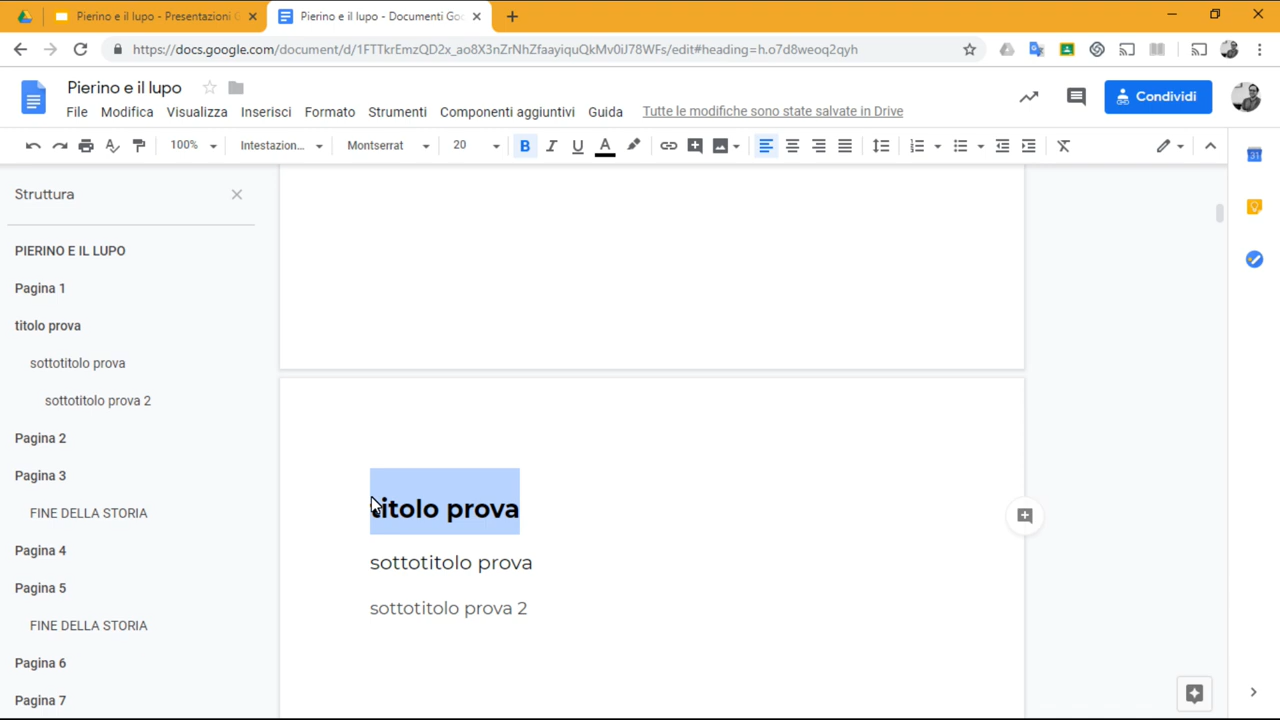 Pierino e il lupo - Presentazioni G
Pierino e il lupo - Documenti Goo
https://docs.google.com/document/d/1FTTkrEmzQD2x_ao8X3nZrNhZfaayiquQkMv0iJ78WFs/edit#heading=h.o7d8weoq2qyh
Pierino e il lupo
File Modifica Visualizza Inserisci Formato Strumenti Componenti aggiuntivi Guida Tutte le modifiche sono state salvate in Drive
Condividi
100% Intestazion... Montserrat 20 B I U A
31
Struttura
PIERINO E IL LUPO
Pagina 1
titolo prova
sottotitolo prova
sottotitolo prova 2
Pagina 2
Pagina 3
FINE DELLA STORIA
Pagina 4
Pagina 5
FINE DELLA STORIA
Pagina 6
Pagina 7
titolo prova
sottotitolo prova
sottotitolo prova 2